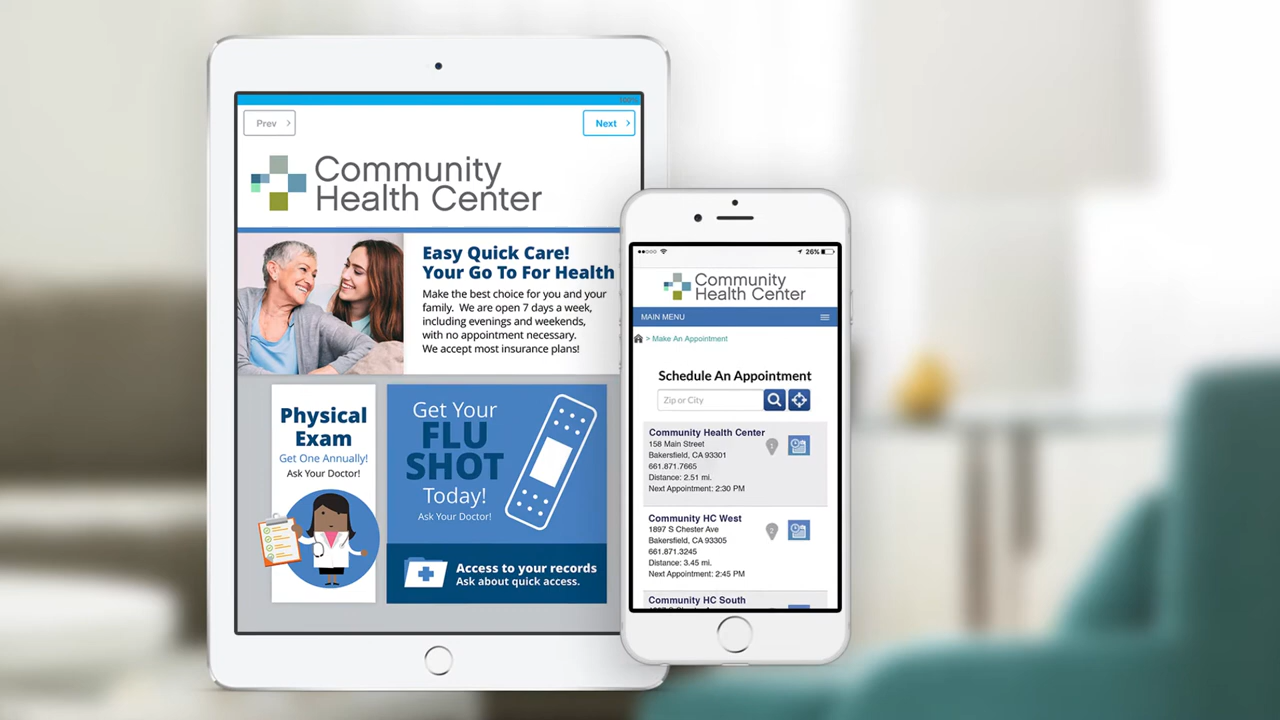 100%
Prev
Next
Community
Health Center
Easy Quick Care!
Your Go To For Health
Make the best choice for you and your
family. We are open 7 days a week,
including evenings and weekends,
with no appointment necessary.
We accept most insurance plans!
Physical
Exam
Get One Annually!
Ask Your Doctor!
Get Your
FLU
SHOT
Today!
Ask Your Doctor!
Access to your records
Ask about quick access.
26%
Community
Health Center
MAIN MENU
> Make An Appointment
Schedule An Appointment
Zip or City
Community Health Center
158 Main Street
Bakersfield, CA 93301
661.871.7665
Distance: 2.51 mi.
Next Appointment: 2:30 PM
1
Community HC West
1897 S Chester Ave
Bakersfield, CA 93305
661.871.3245
Distance: 3.45 mi.
Next Appointment: 2:45 PM
2
Community HC South